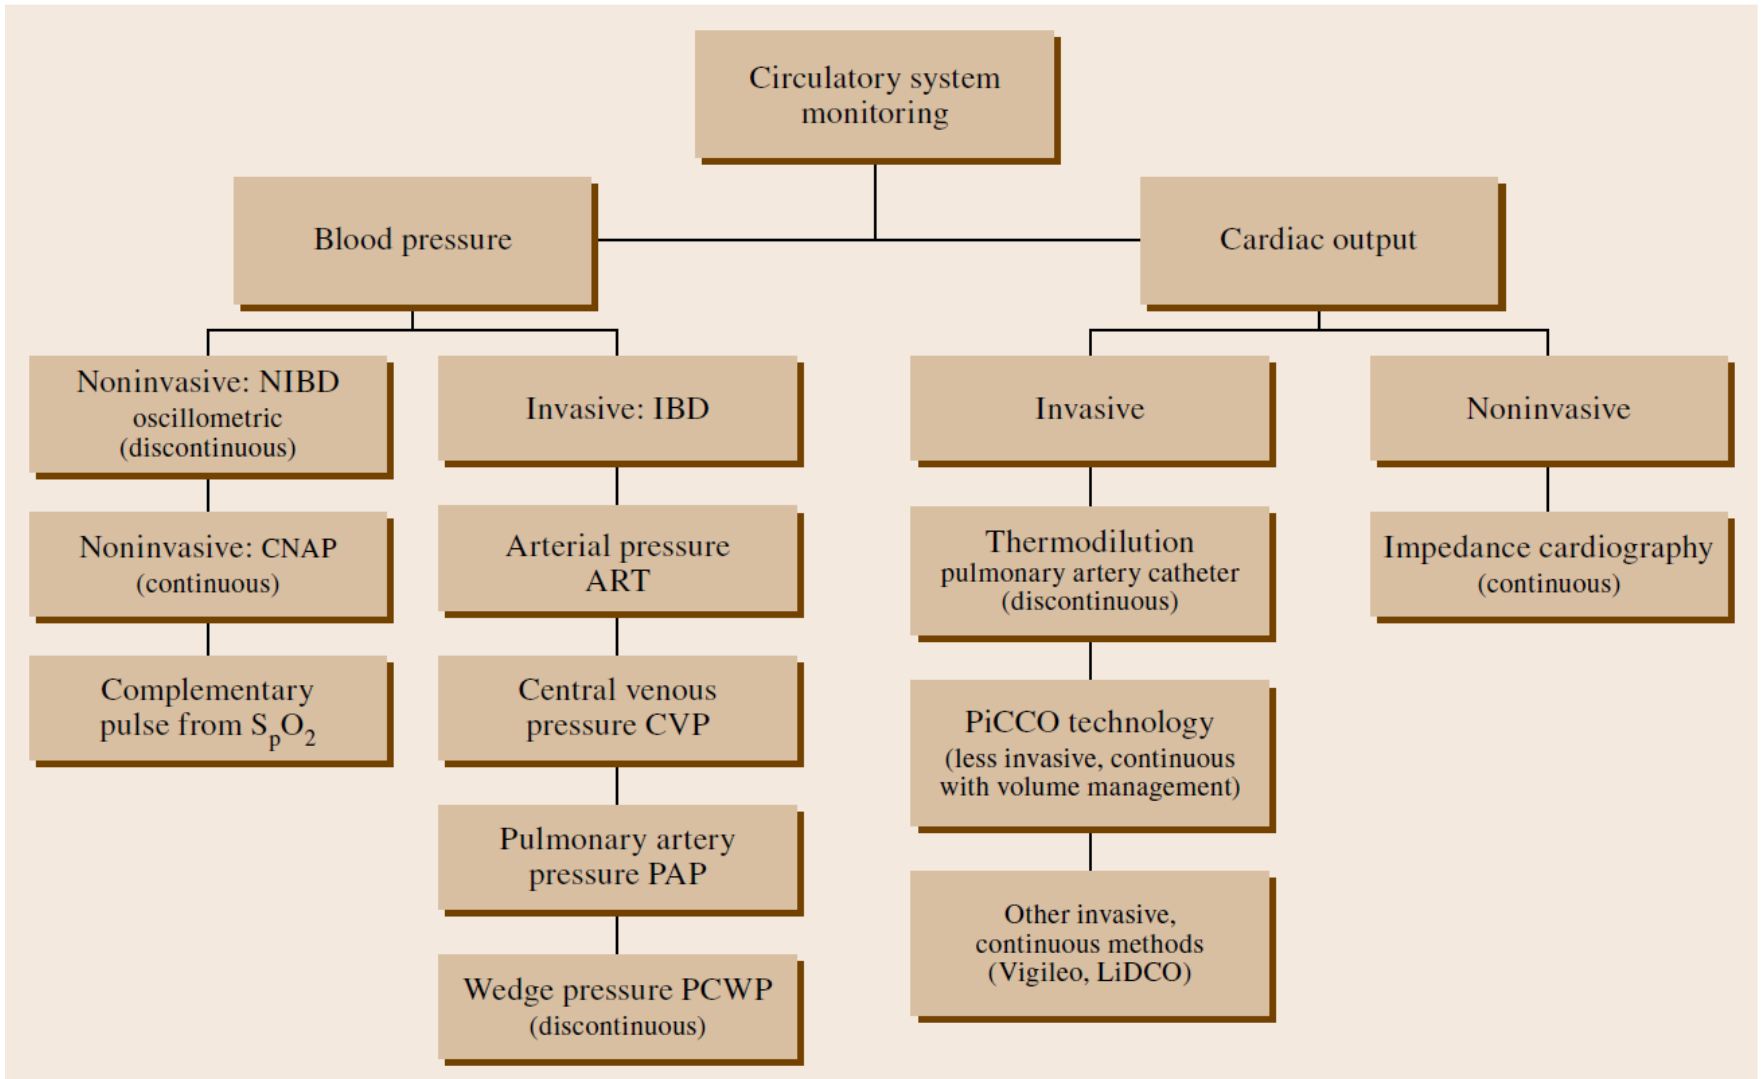 Circulatory system
monitoring
Blood pressure
Cardiac output
Noninvasive: NIBD
oscillometric
(discontinuous)
Invasive: IBD
Invasive
Noninvasive
Noninvasive: CNAP
(continuous)
Arterial pressure
ART
Thermodilution
pulmonary artery catheter
(discontinuous)
Impedance cardiography
(continuous)
Complementary
pulse from SpO2
Central venous
pressure CVP
PiCCO technology
(less invasive, continuous
with volume management)
Pulmonary artery
pressure PAP
Other invasive,
continuous methods
(Vigileo, LiDCO)
Wedge pressure PCWP
(discontinuous)